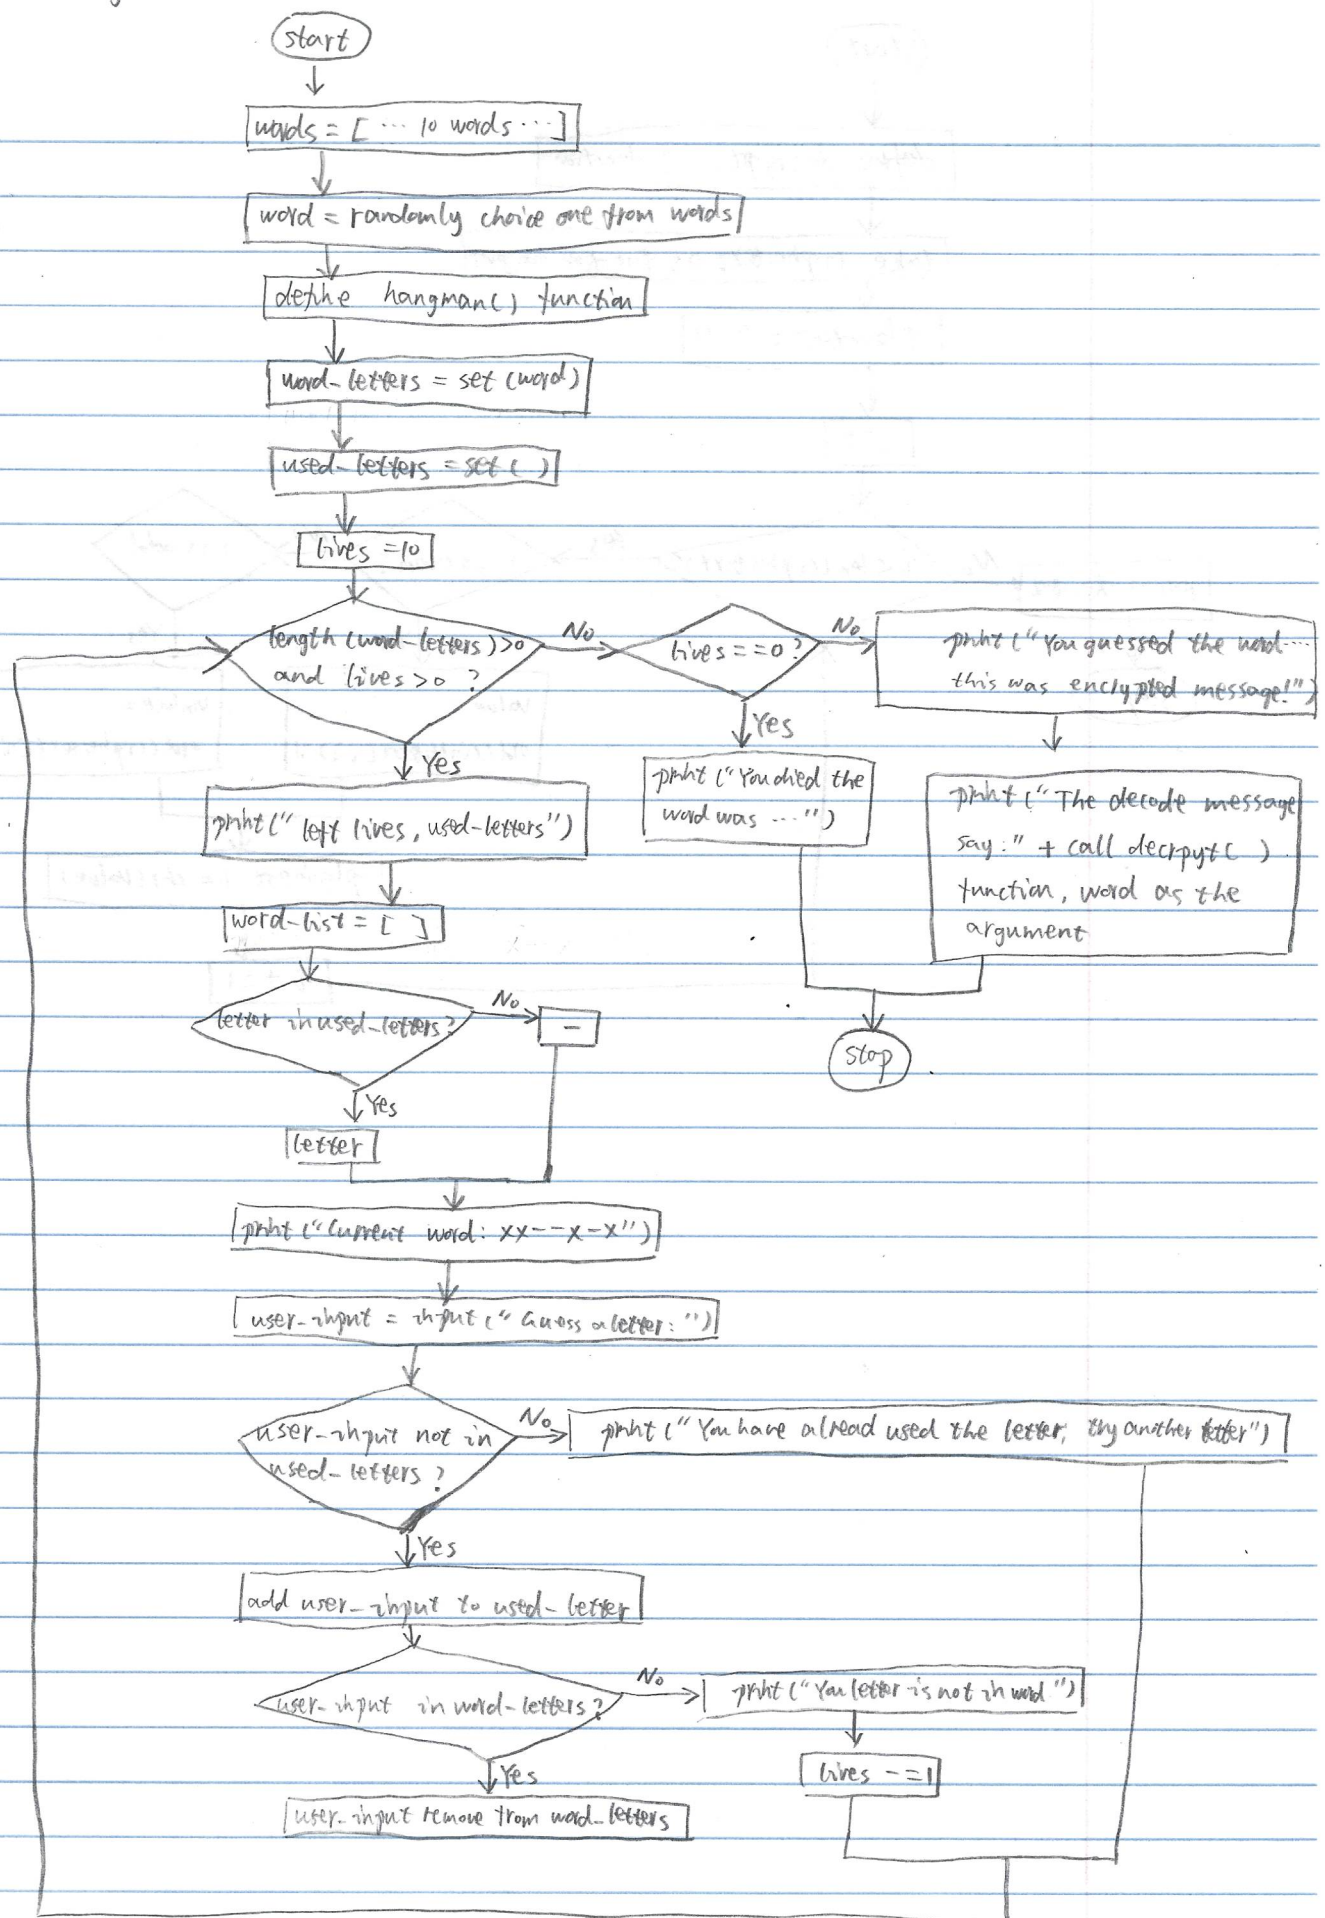 start
words = [ ... 10 words ... ]
word = randomly choice one from words
define hangman() function
word-letters = set (word)
used-letters = set ( )
lives = 10
length (word-letters) >0
and lives >0 ?
No
lives == 0 ?
No
print ("You guessed the word ...
this was encrypted message!")
Yes
Yes
print ("You died the
word was ... ")
print ("The decode message
say :" + call decrpyt ( )
function, word as the
argument
print (" left lives, used-letters")
word-list = [ ]
letter in used-letters?
No
-
stop
Yes
letter
print ("Current word: xx--x-x")
user-input = input (" Guess a letter: ")
user-input not in
used-letters ?
No
print (" You have alread used the letter, try another letter")
Yes
add user-input to used-letter
user-input in word-letters?
No
print ("You letter is not in word ")
Yes
lives -=1
user-input remove from word-letters